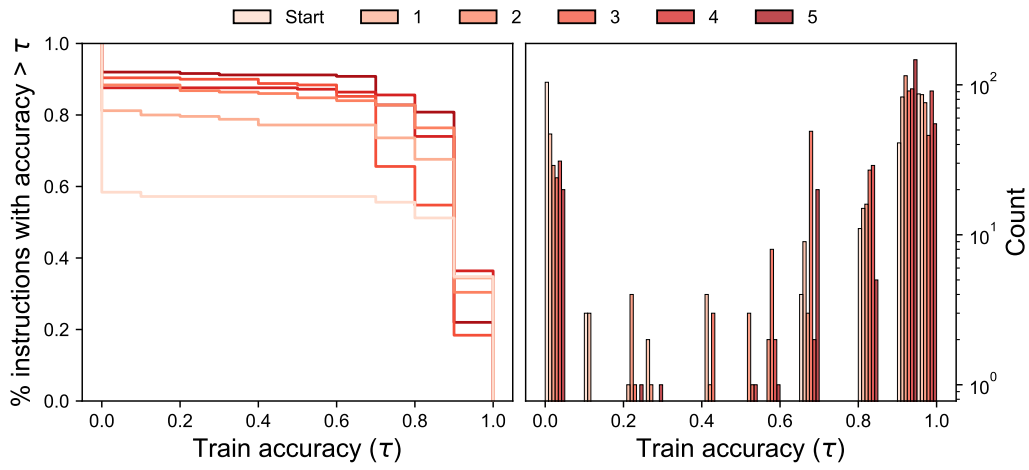 Start 1 2 3 4 5
% instructions with accuracy > τ
1.0
0.8
0.6
0.4
0.2
0.0
0.0 0.2 0.4 0.6 0.8 1.0
Train accuracy (τ)
0.0 0.2 0.4 0.6 0.8 1.0
Train accuracy (τ)
10²
10¹
10⁰
Count